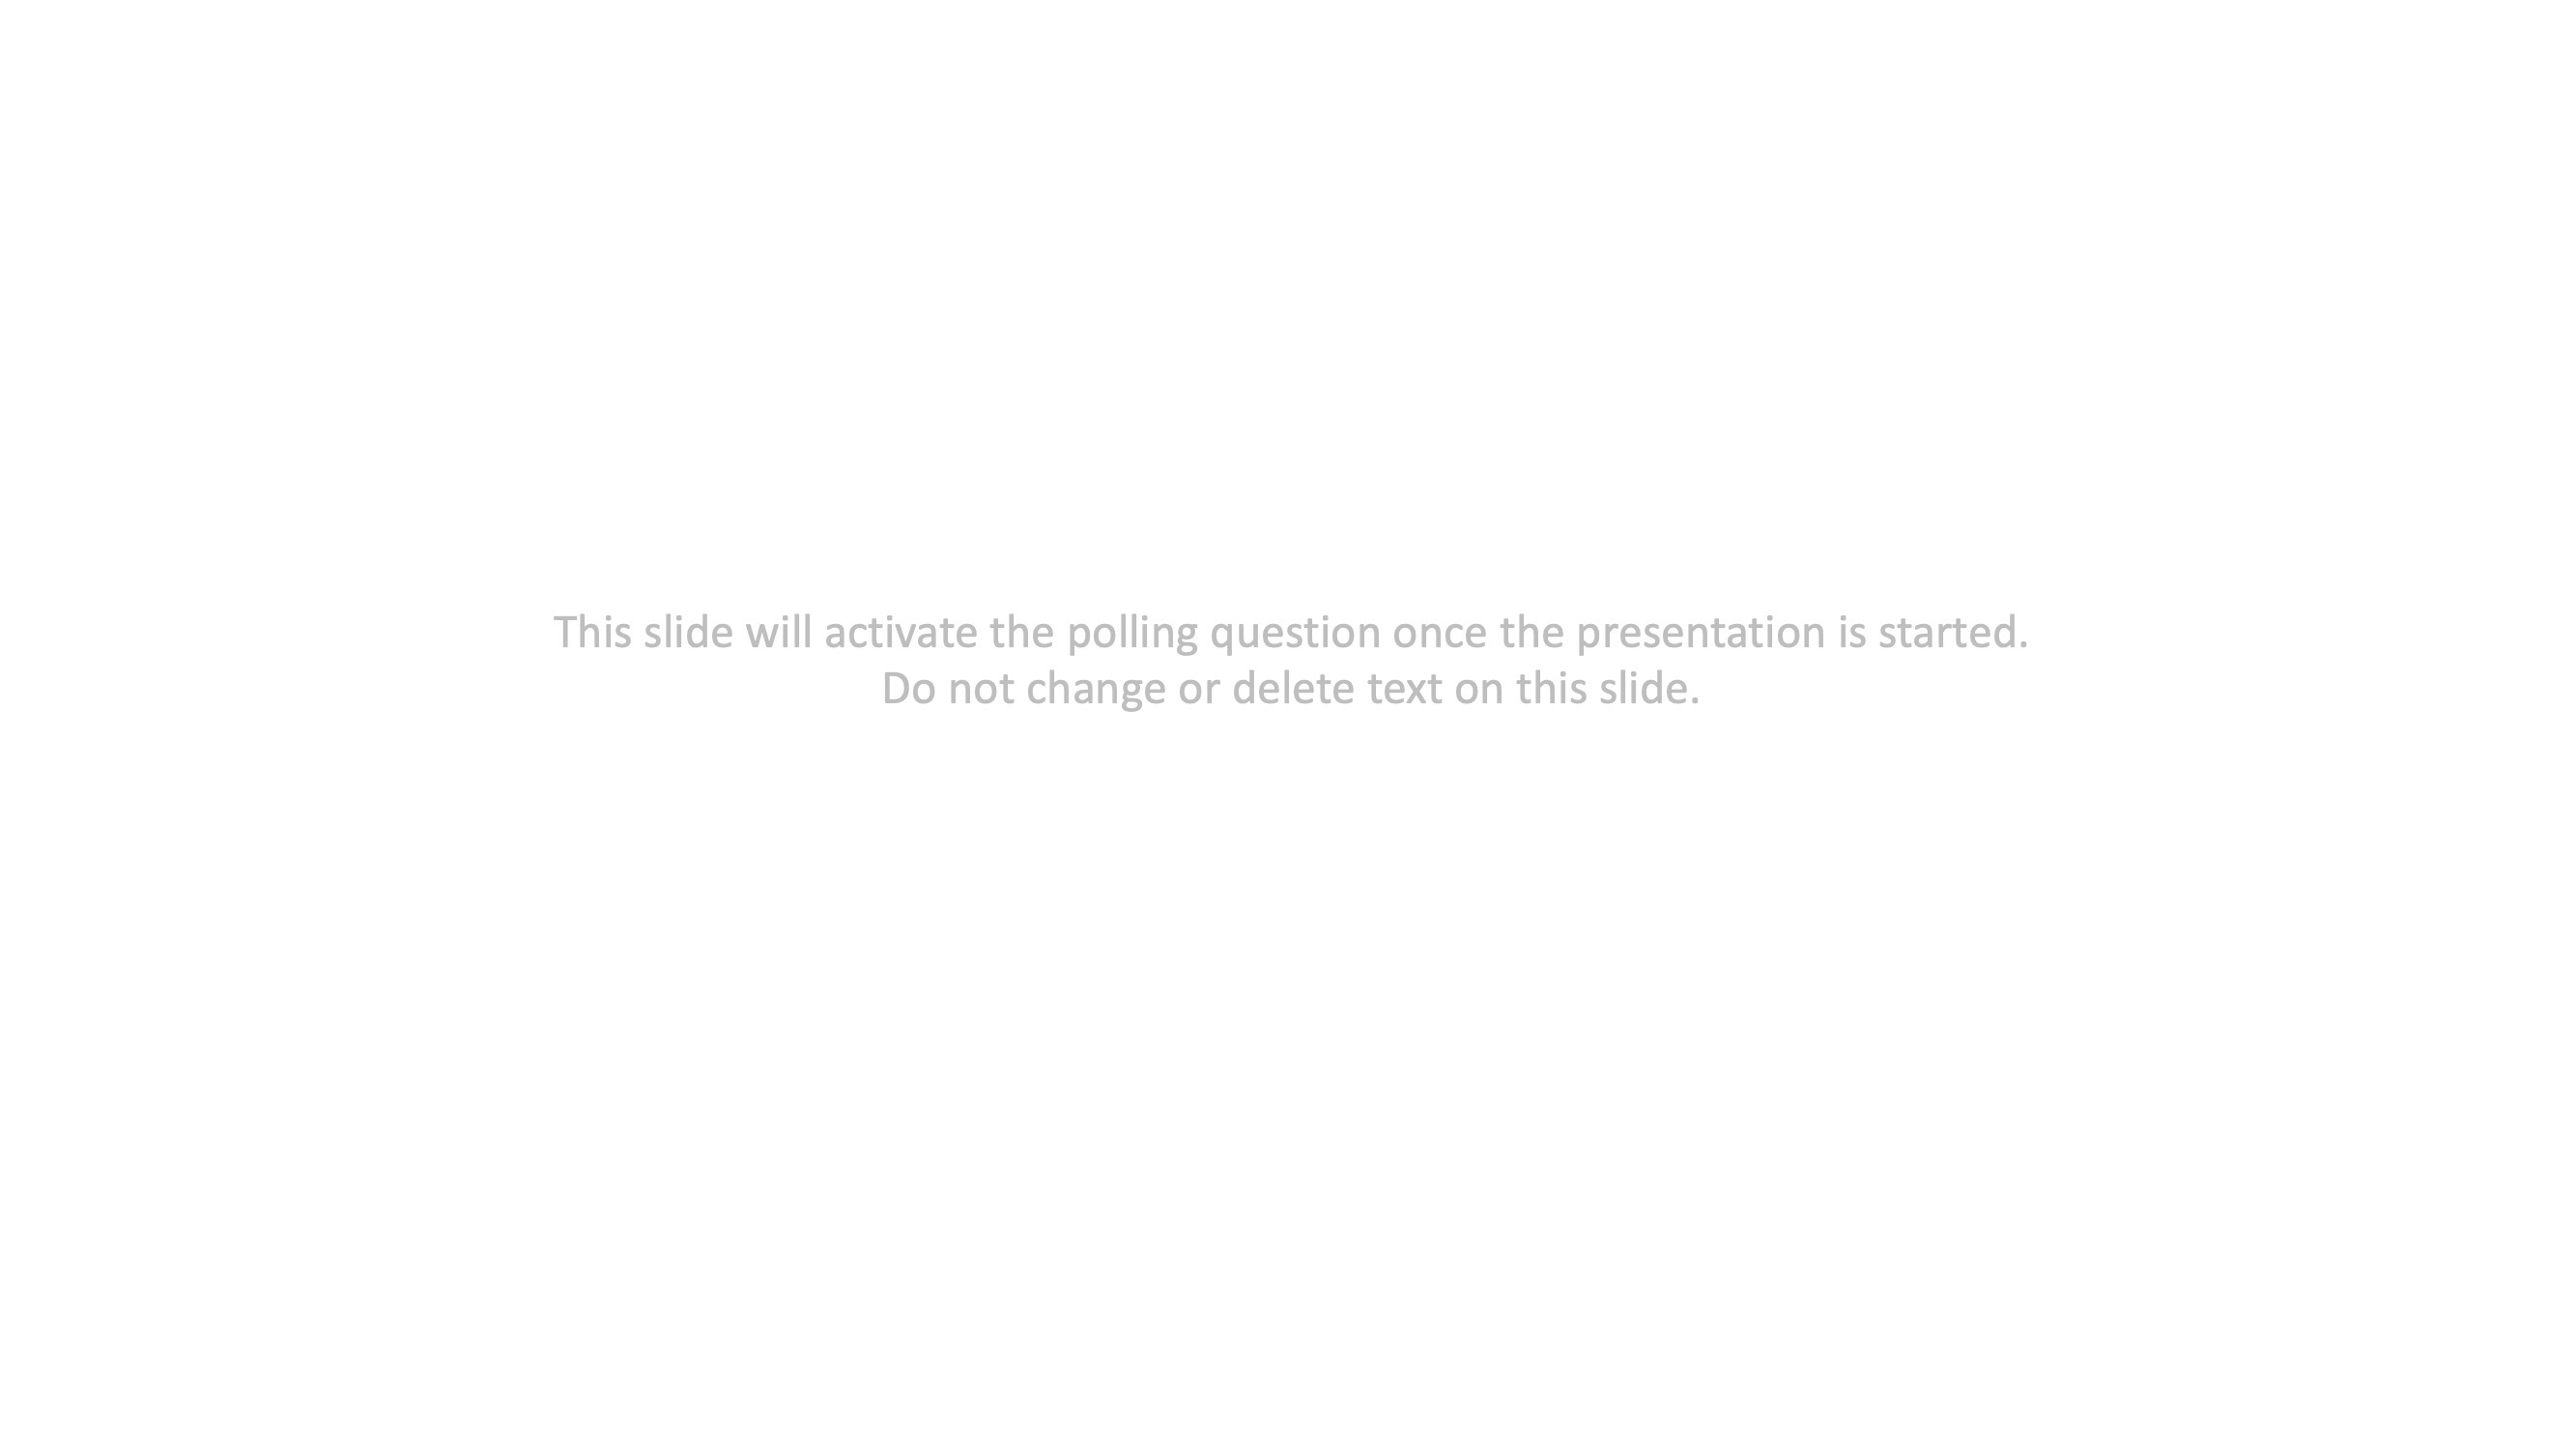 This slide will activate the polling question once the presentation is started.
Do not change or delete text on this slide.